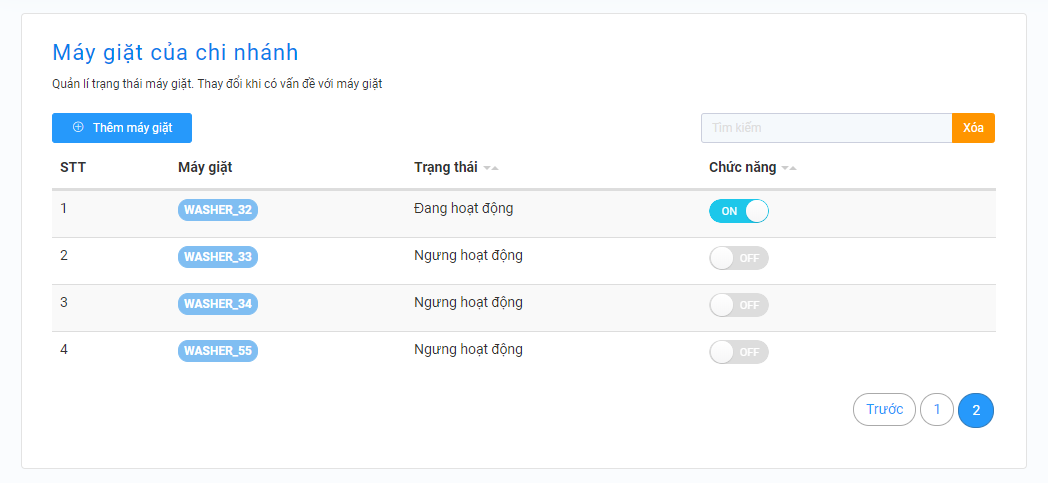 Máy giặt của chi nhánh
Quản lí trạng thái máy giặt. Thay đổi khi có vấn đề với máy giặt
Thêm máy giặt
Tìm kiếm Xóa
STT Máy giặt Trạng thái Chức năng
1 WASHER_32 Đang hoạt động ON
2 WASHER_33 Ngưng hoạt động OFF
3 WASHER_34 Ngưng hoạt động OFF
4 WASHER_55 Ngưng hoạt động OFF
Trước 1 2